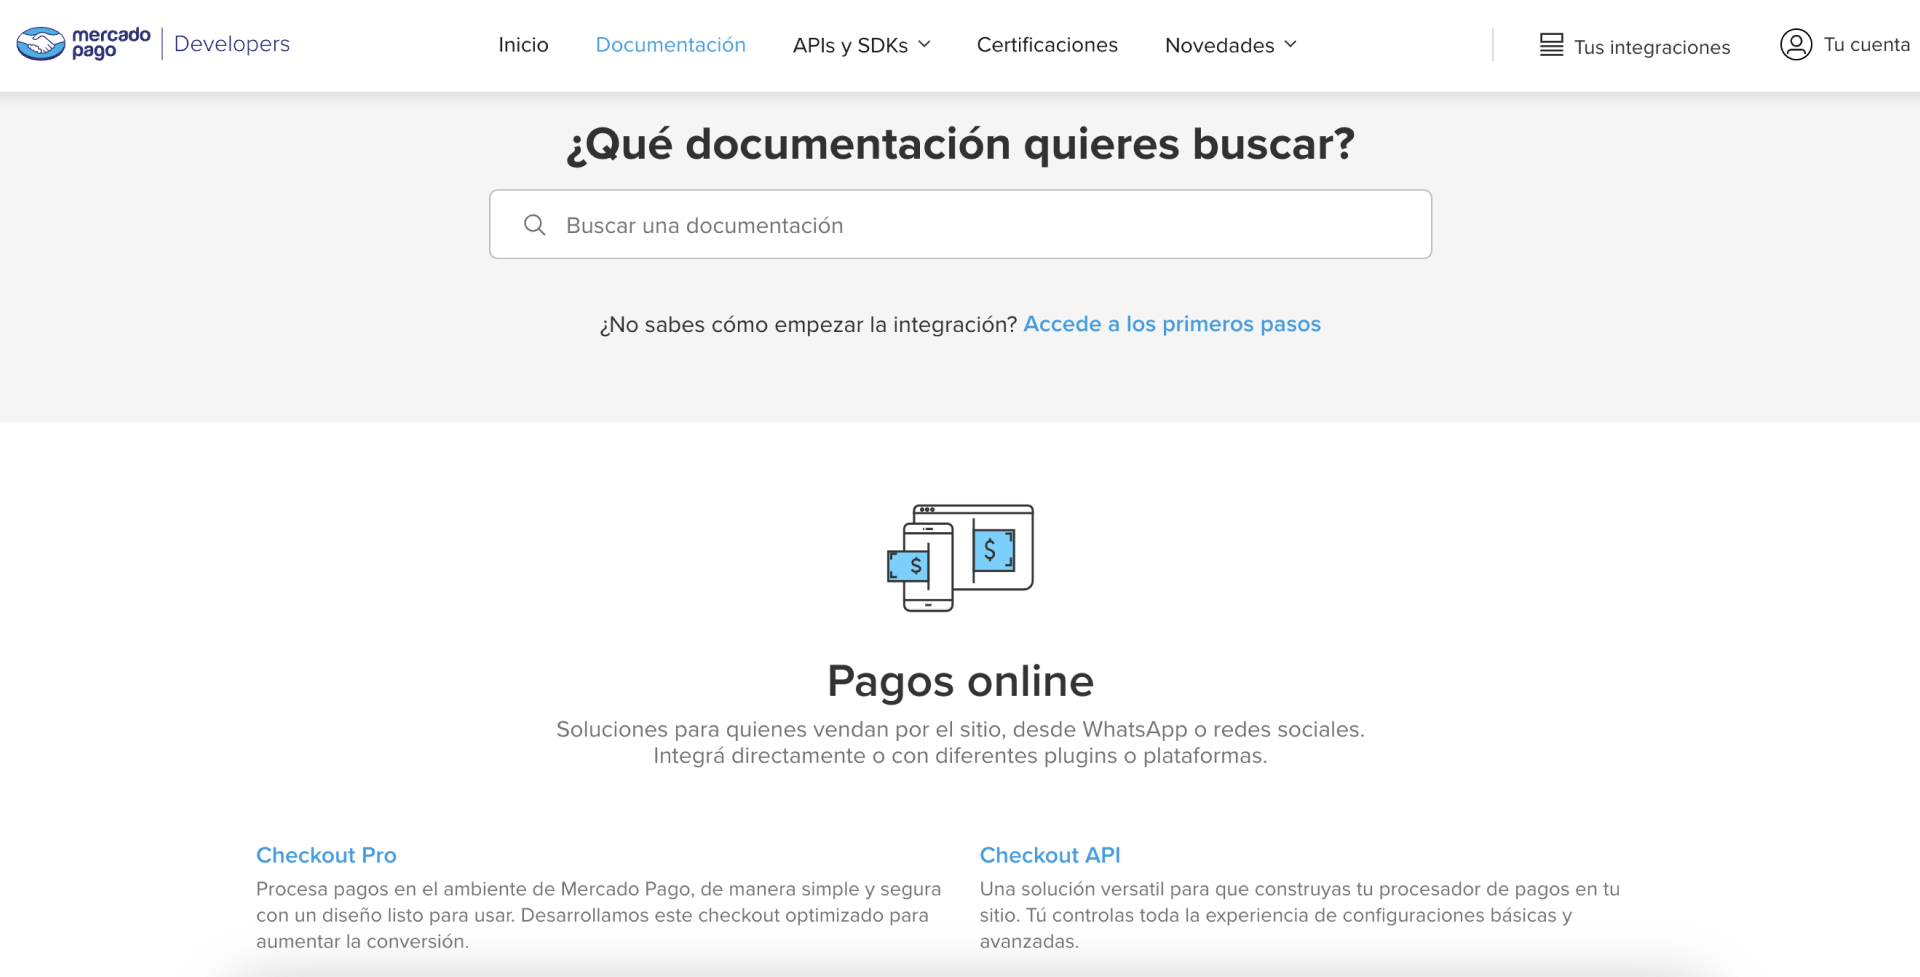 mercado
pago
Developers
Inicio
Documentación
APIs y SDKs
Certificaciones
Novedades
Tus integraciones
Tu cuenta
¿Qué documentación quieres buscar?
Buscar una documentación
¿No sabes cómo empezar la integración? Accede a los primeros pasos
$
$
Pagos online
Soluciones para quienes vendan por el sitio, desde WhatsApp o redes sociales.
Integrá directamente o con diferentes plugins o plataformas.
Checkout Pro
Procesa pagos en el ambiente de Mercado Pago, de manera simple y segura
con un diseño listo para usar. Desarrollamos este checkout optimizado para
aumentar la conversión.
Checkout API
Una solución versatil para que construyas tu procesador de pagos en tu
sitio. Tú controlas toda la experiencia de configuraciones básicas y
avanzadas.